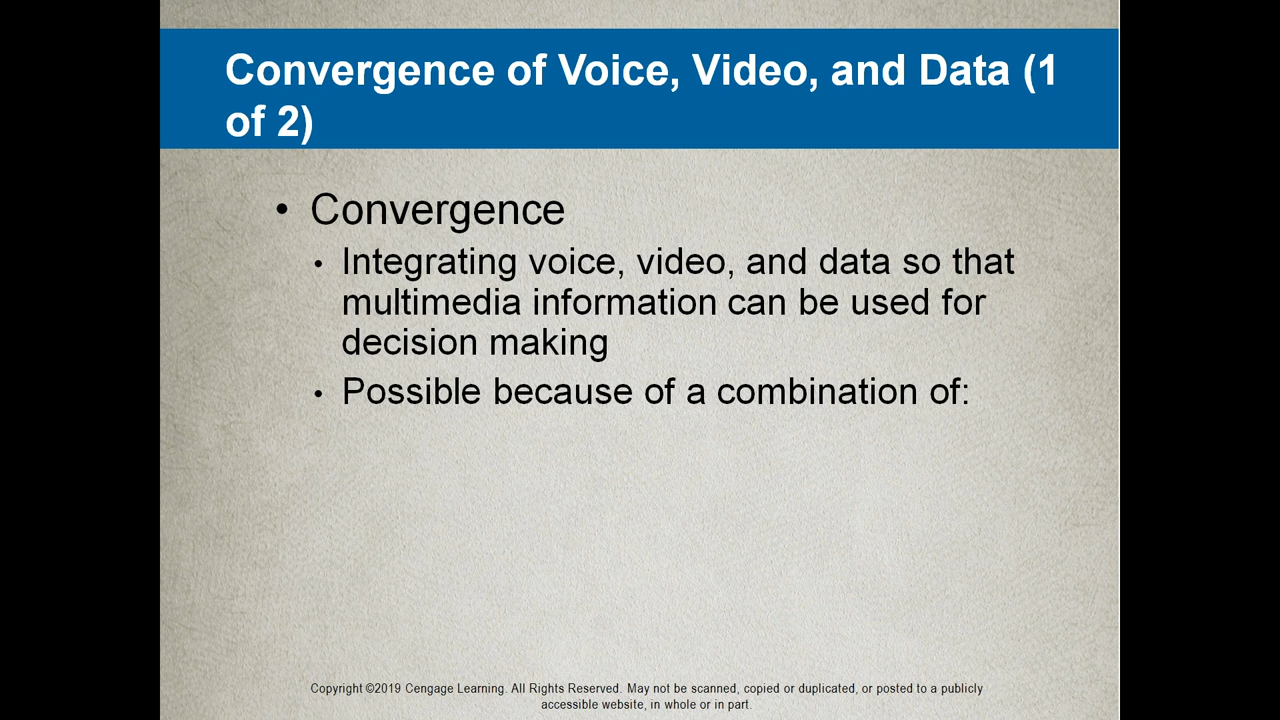 Convergence of Voice, Video, and Data (1
of 2)
• Convergence
• Integrating voice, video, and data so that
multimedia information can be used for
decision making
• Possible because of a combination of:
Copyright ©2019 Cengage Learning. All Rights Reserved. May not be scanned, copied or duplicated, or posted to a publicly
accessible website, in whole or in part.